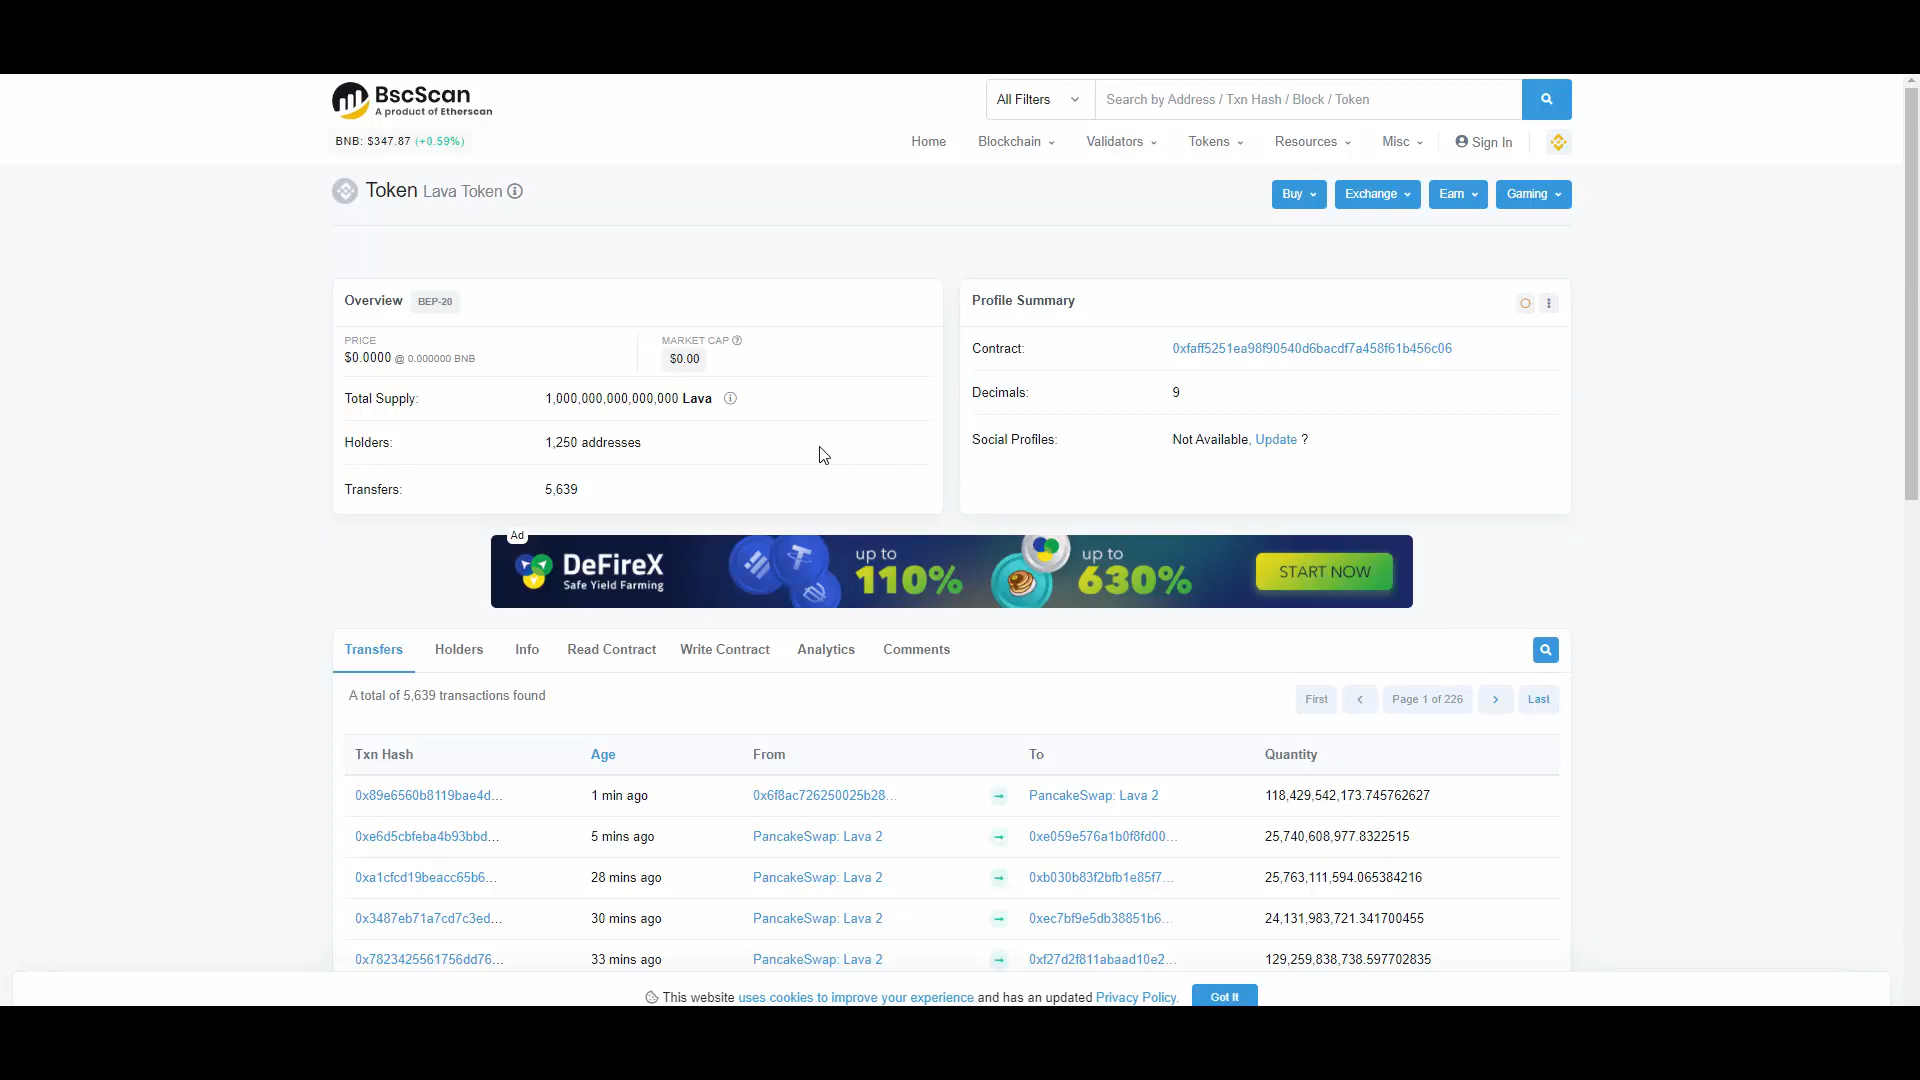 BscScan
A product of Etherscan
All Filters
Search by Address / Txn Hash / Block / Token
BNB: $347.87 (+0.59%)
Home Blockchain Validators Tokens Resources Misc Sign In
Token Lava Token
Buy Exchange Earn Gaming
Overview BEP-20
PRICE
$0.0000 @ 0.000000 BNB
MARKET CAP
$0.00
Total Supply: 1,000,000,000,000,000 Lava
Holders: 1,250 addresses
Transfers: 5,639
Profile Summary
Contract: 0xfaff5251ea98f90540d6bacdf7a458f61b456c06
Decimals: 9
Social Profiles: Not Available, Update ?
Ad
DeFireX
Safe Yield Farming
up to
110%
up to
630%
START NOW
Transfers Holders Info Read Contract Write Contract Analytics Comments
A total of 5,639 transactions found
First Page 1 of 226 Last
Txn Hash Age From To Quantity
0x89e6560b8119bae4d... 1 min ago 0x6f8ac726250025b28... PancakeSwap: Lava 2 118,429,542,173.745762627
0xe6d5cbfeba4b93bbd... 5 mins ago PancakeSwap: Lava 2 0xe059e576a1b0f8fd00... 25,740,608,977.8322515
0xa1cfcd19beacc65b6... 28 mins ago PancakeSwap: Lava 2 0xb030b83f2bfb1e85f7... 25,763,111,594.065384216
0x3487eb71a7cd7c3ed... 30 mins ago PancakeSwap: Lava 2 0xec7bf9e5db38851b6... 24,131,983,721.341700455
0x7823425561756dd76... 33 mins ago PancakeSwap: Lava 2 0xf27d2f811abaad10e2... 129,259,838,738.597702835
This website uses cookies to improve your experience and has an updated Privacy Policy.
Got It